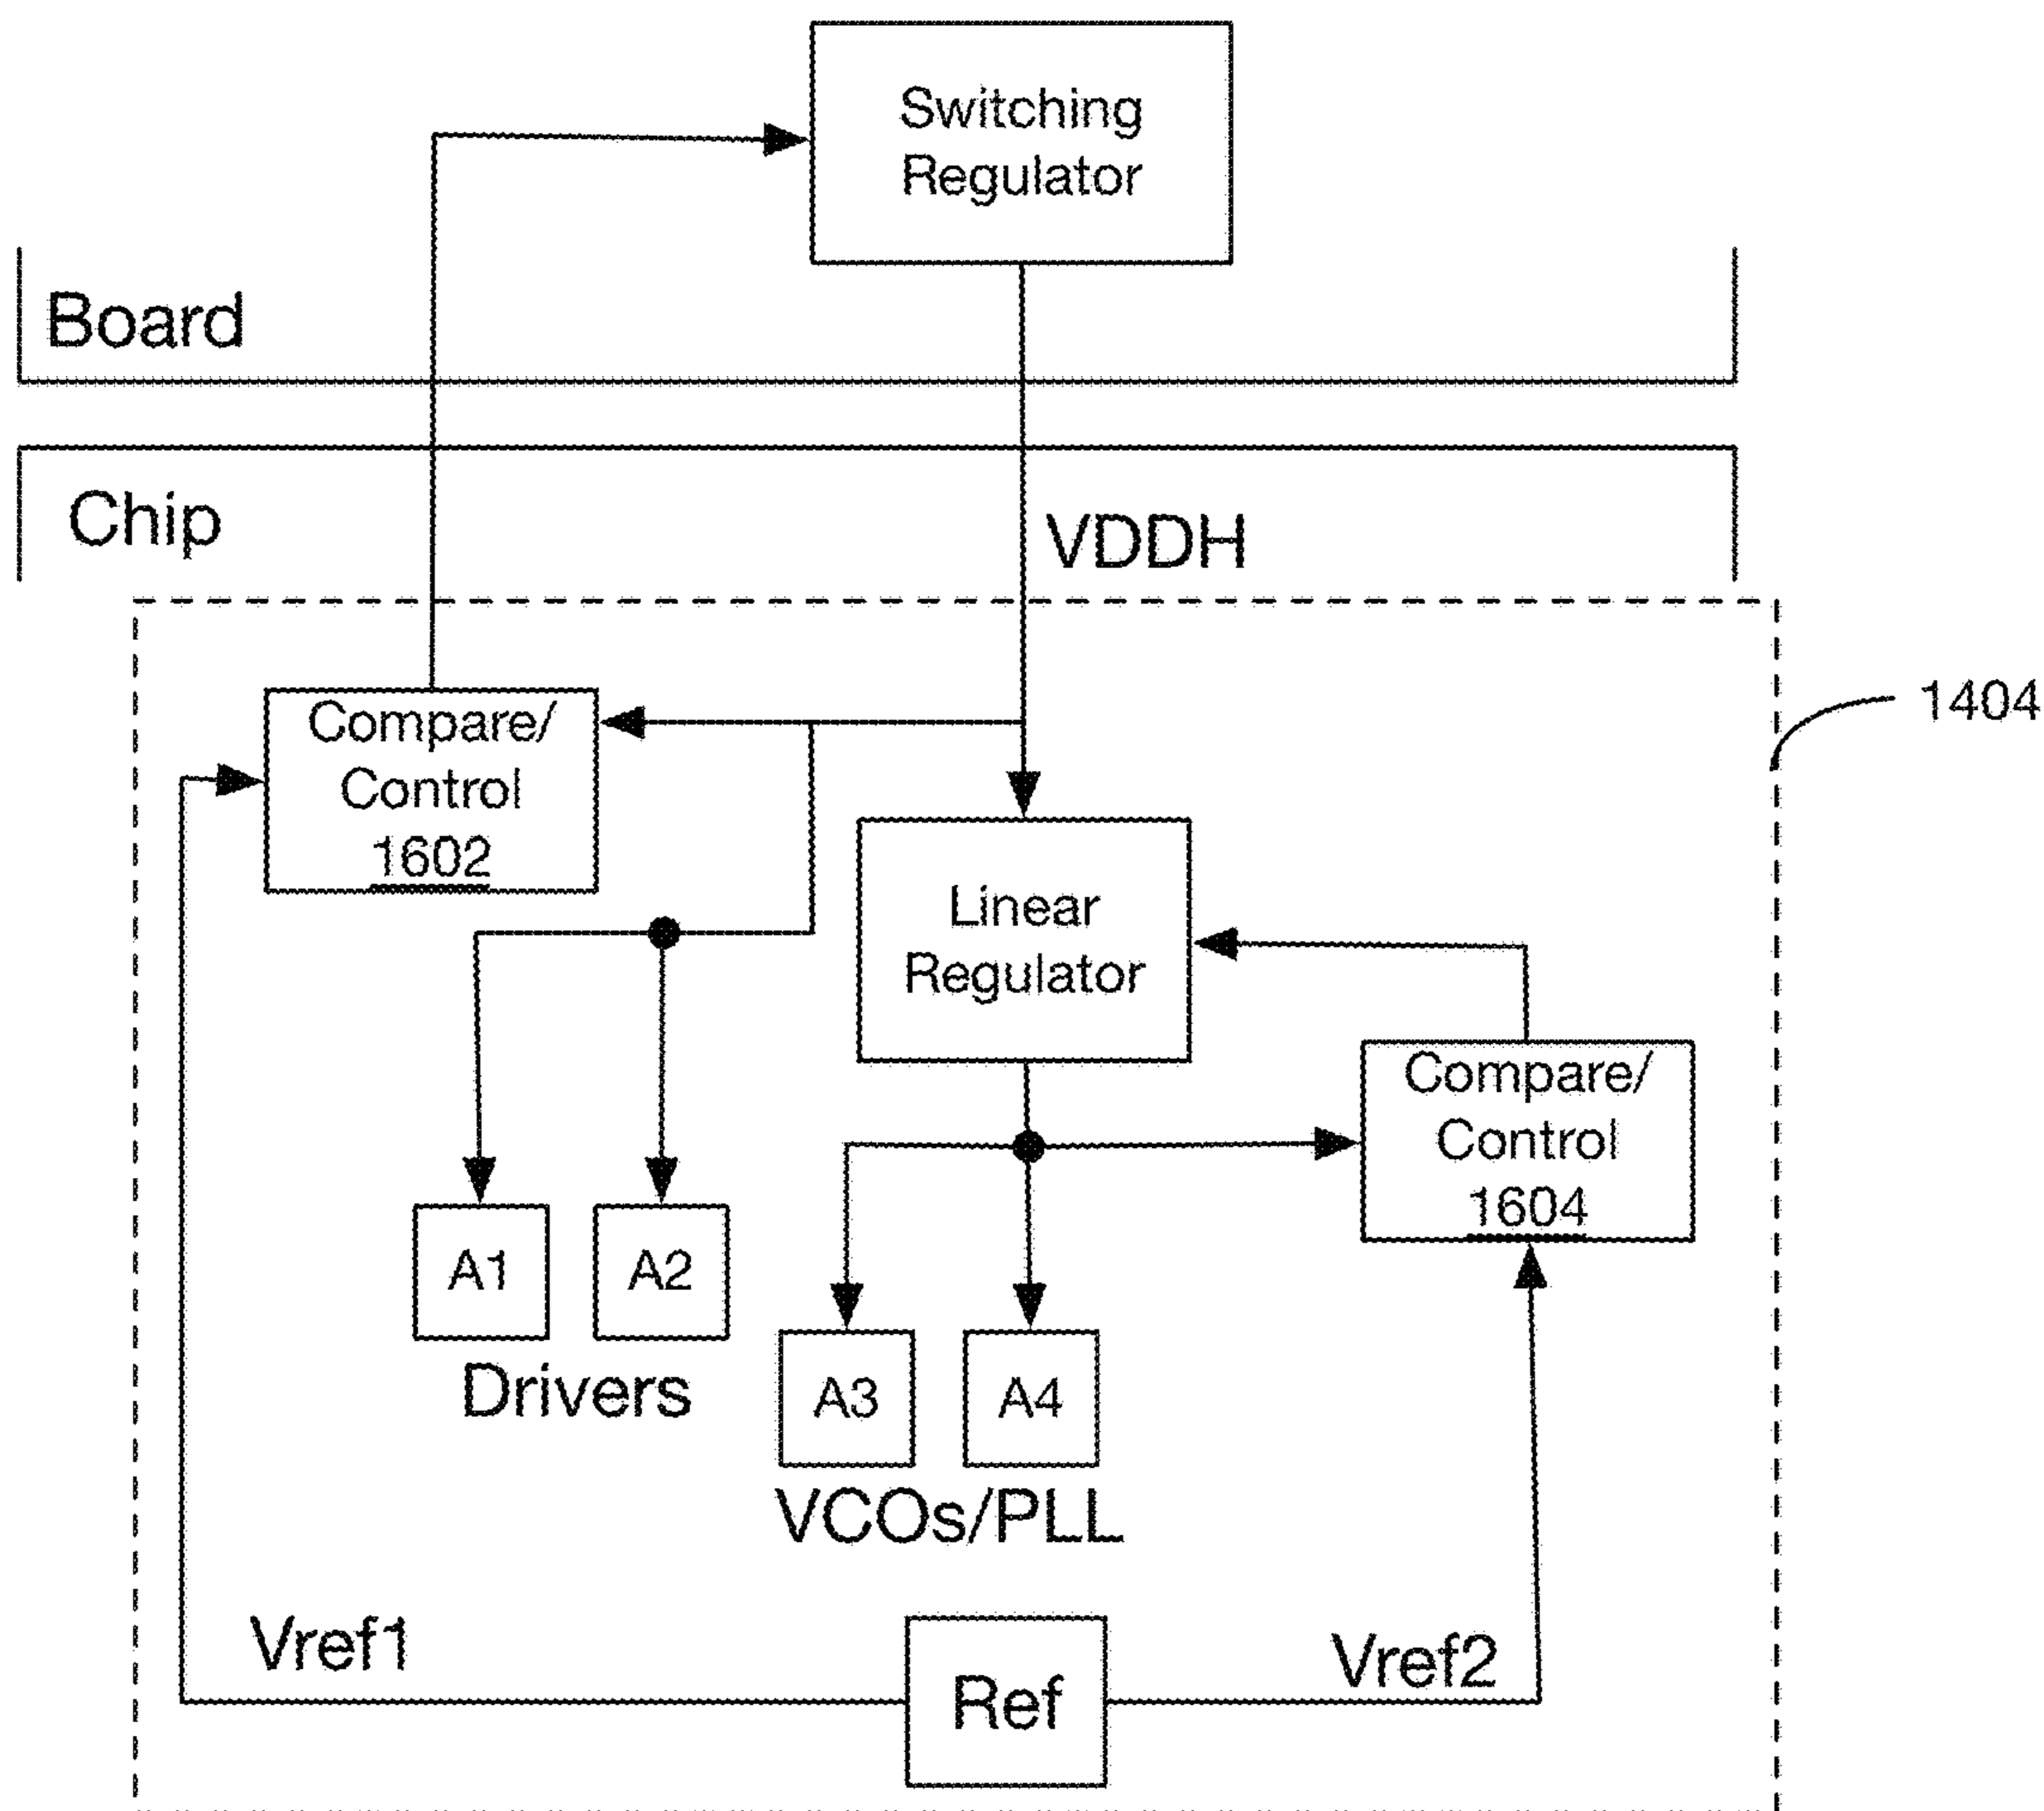 Switching
Regulator
Board
Chip
VDDH
1404
Compare/
Control
1602
Linear
Regulator
Compare/
Control
1604
A1
A2
Drivers
A3
A4
VCOs/PLL
Vref1
Ref
Vref2